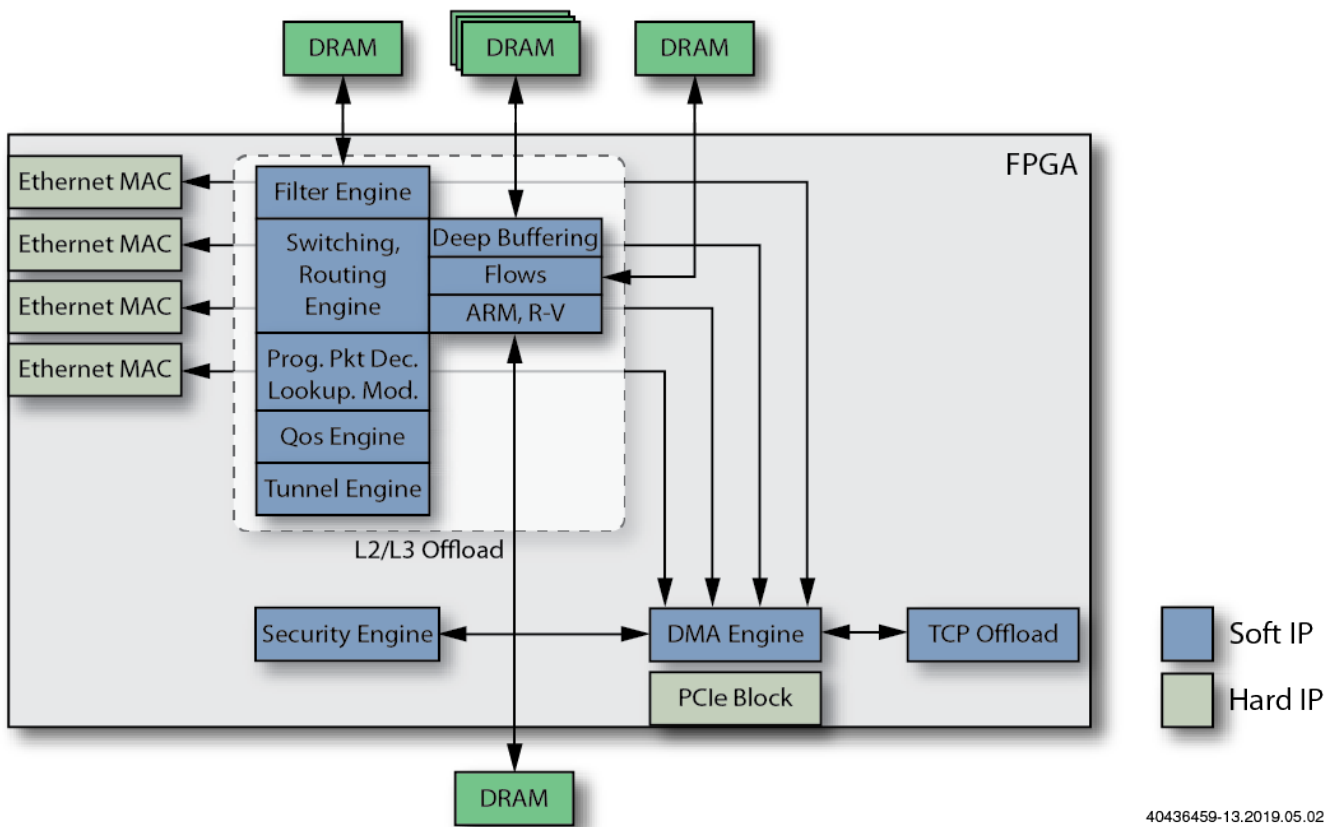 DRAM
DRAM
DRAM
FPGA
Ethernet MAC
Ethernet MAC
Ethernet MAC
Ethernet MAC
Filter Engine
Switching,
Routing
Engine
Deep Buffering
Flows
ARM, R-V
Prog. Pkt Dec.
Lookup. Mod.
Qos Engine
Tunnel Engine
L2/L3 Offload
Security Engine
DMA Engine
TCP Offload
PCIe Block
Soft IP
Hard IP
DRAM
40436459-13.2019.05.02